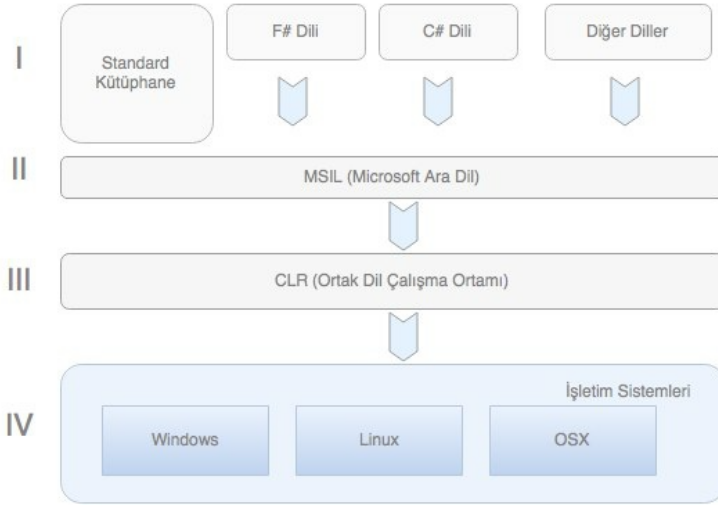 I
Standard
Kütüphane
F# Dili
C# Dili
Diğer Diller
II
MSIL (Microsoft Ara Dil)
III
CLR (Ortak Dil Çalışma Ortamı)
IV
İşletim Sistemleri
Windows
Linux
OSX